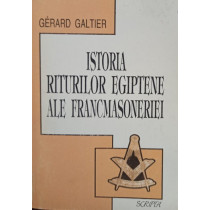 GÉRARD GALTIER
ISTORIA
RITURILOR EGIPTENE
ALE FRANCMASONERIEI
SCRIPTA